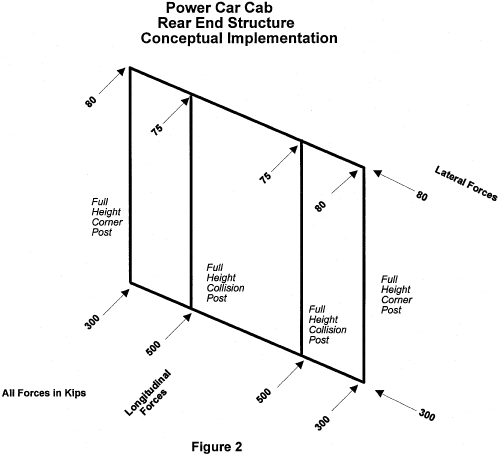 Power Car Cab
Rear End Structure
Conceptual Implementation
80
75
75
80
Lateral Forces
80
Full
Height
Corner
Post
Full
Height
Collision
Post
Full
Height
Collision
Post
Full
Height
Corner
Post
300
500
500
300
300
Longitudinal
Forces
All Forces in Kips
Figure 2